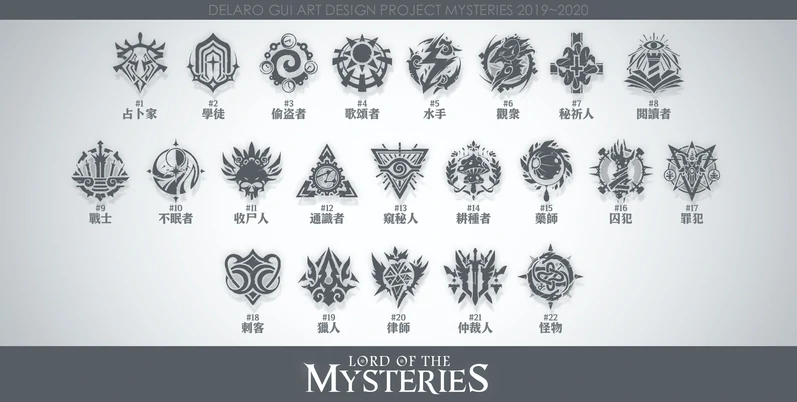 DELARO GUI ART DESIGN PROJECT MYSTERIES 2019~2020
#1 #2 #3 #4 #5 #6 #7 #8
占卜家 學徒 偷盜者 歌頌者 水手 觀衆 秘祈人 閱讀者
#9 #10 #11 #12 #13 #14 #15 #16 #17
戰士 不眠者 收尸人 通識者 窺秘人 耕種者 藥師 囚犯 罪犯
#18 #19 #20 #21 #22
刺客 獵人 律師 仲裁人 怪物
LORD OF THE
MYSTERIES